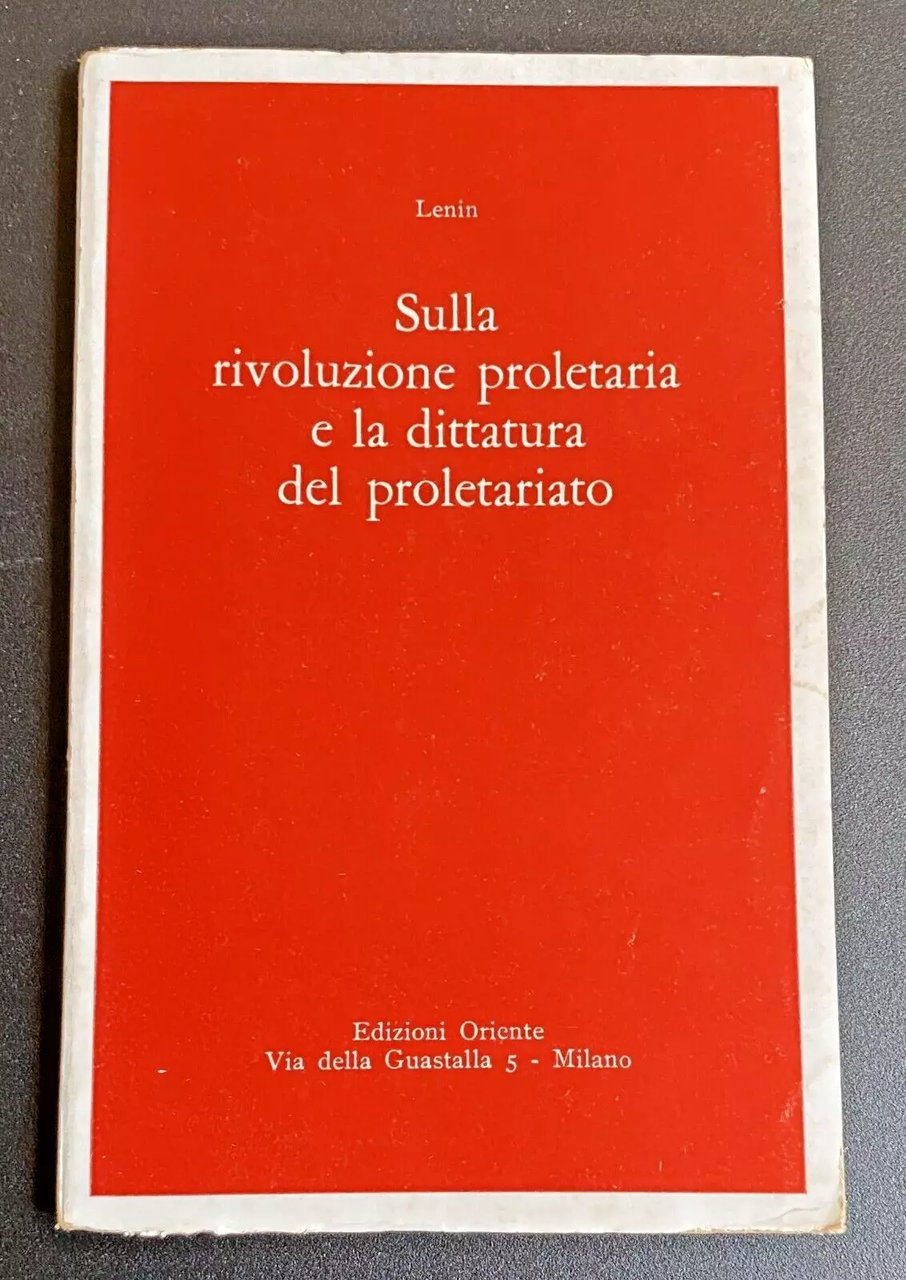 Lenin
Sulla
rivoluzione proletaria
e la dittatura
del proletariato
Edizioni Oriente
Via della Guastalla 5 - Milano